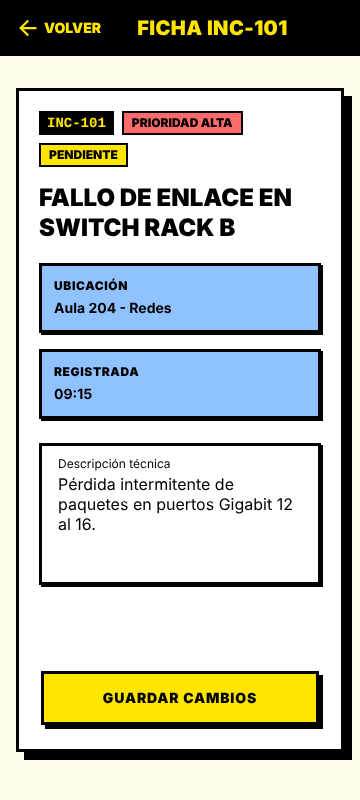 VOLVER
FICHA INC-101
INC-101
PRIORIDAD ALTA
PENDIENTE
FALLO DE ENLACE EN
SWITCH RACK B
UBICACIÓN
Aula 204 - Redes
REGISTRADA
09:15
Descripción técnica
Pérdida intermitente de
paquetes en puertos Gigabit 12
al 16.
GUARDAR CAMBIOS